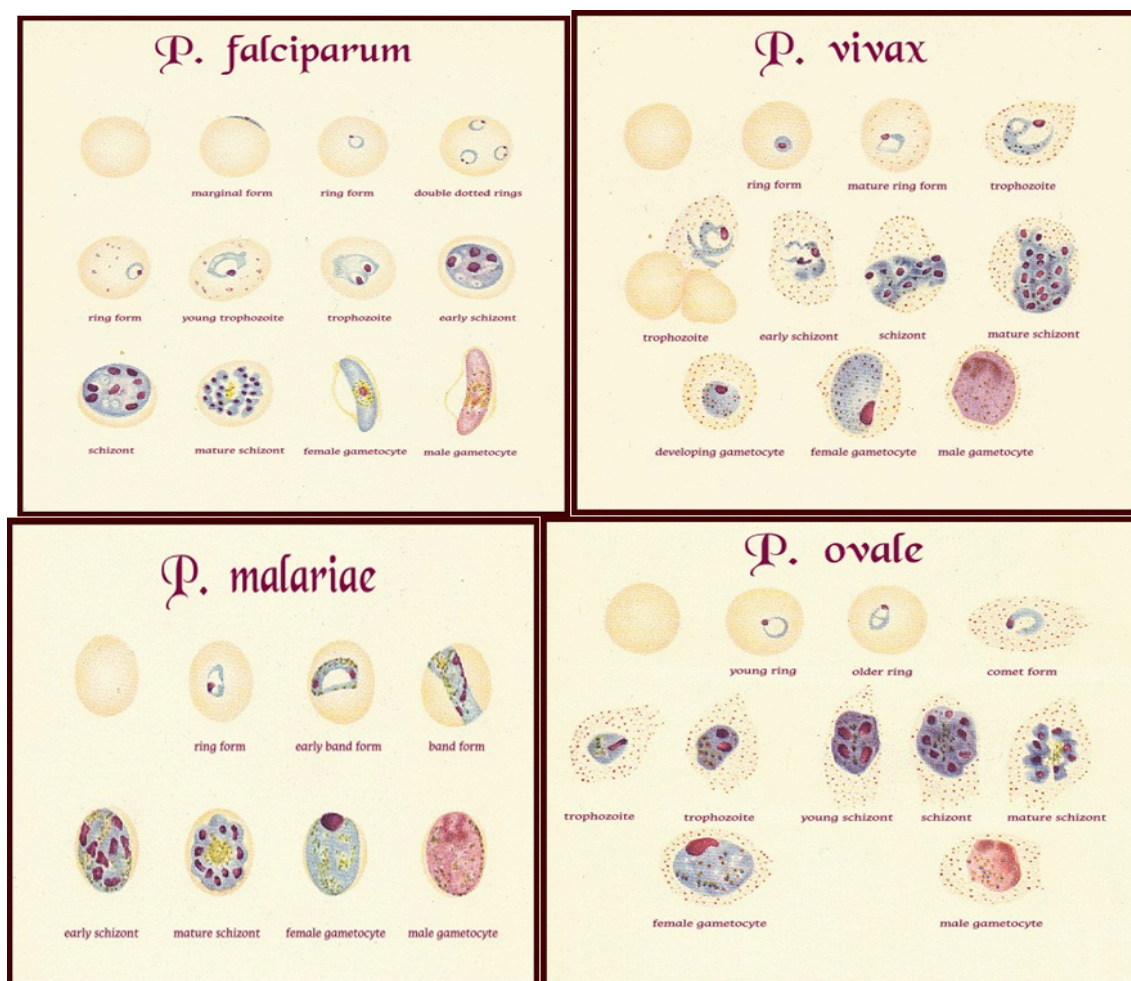 P. falciparum
marginal form ring form double dotted rings
ring form young trophozoite trophozoite early schizont
schizont mature schizont female gametocyte male gametocyte
P. vivax
ring form mature ring form trophozoite
trophozoite early schizont schizont mature schizont
developing gametocyte female gametocyte male gametocyte
P. malariae
ring form early band form band form
early schizont mature schizont female gametocyte male gametocyte
P. ovale
young ring older ring comet form
trophozoite trophozoite young schizont schizont mature schizont
female gametocyte male gametocyte